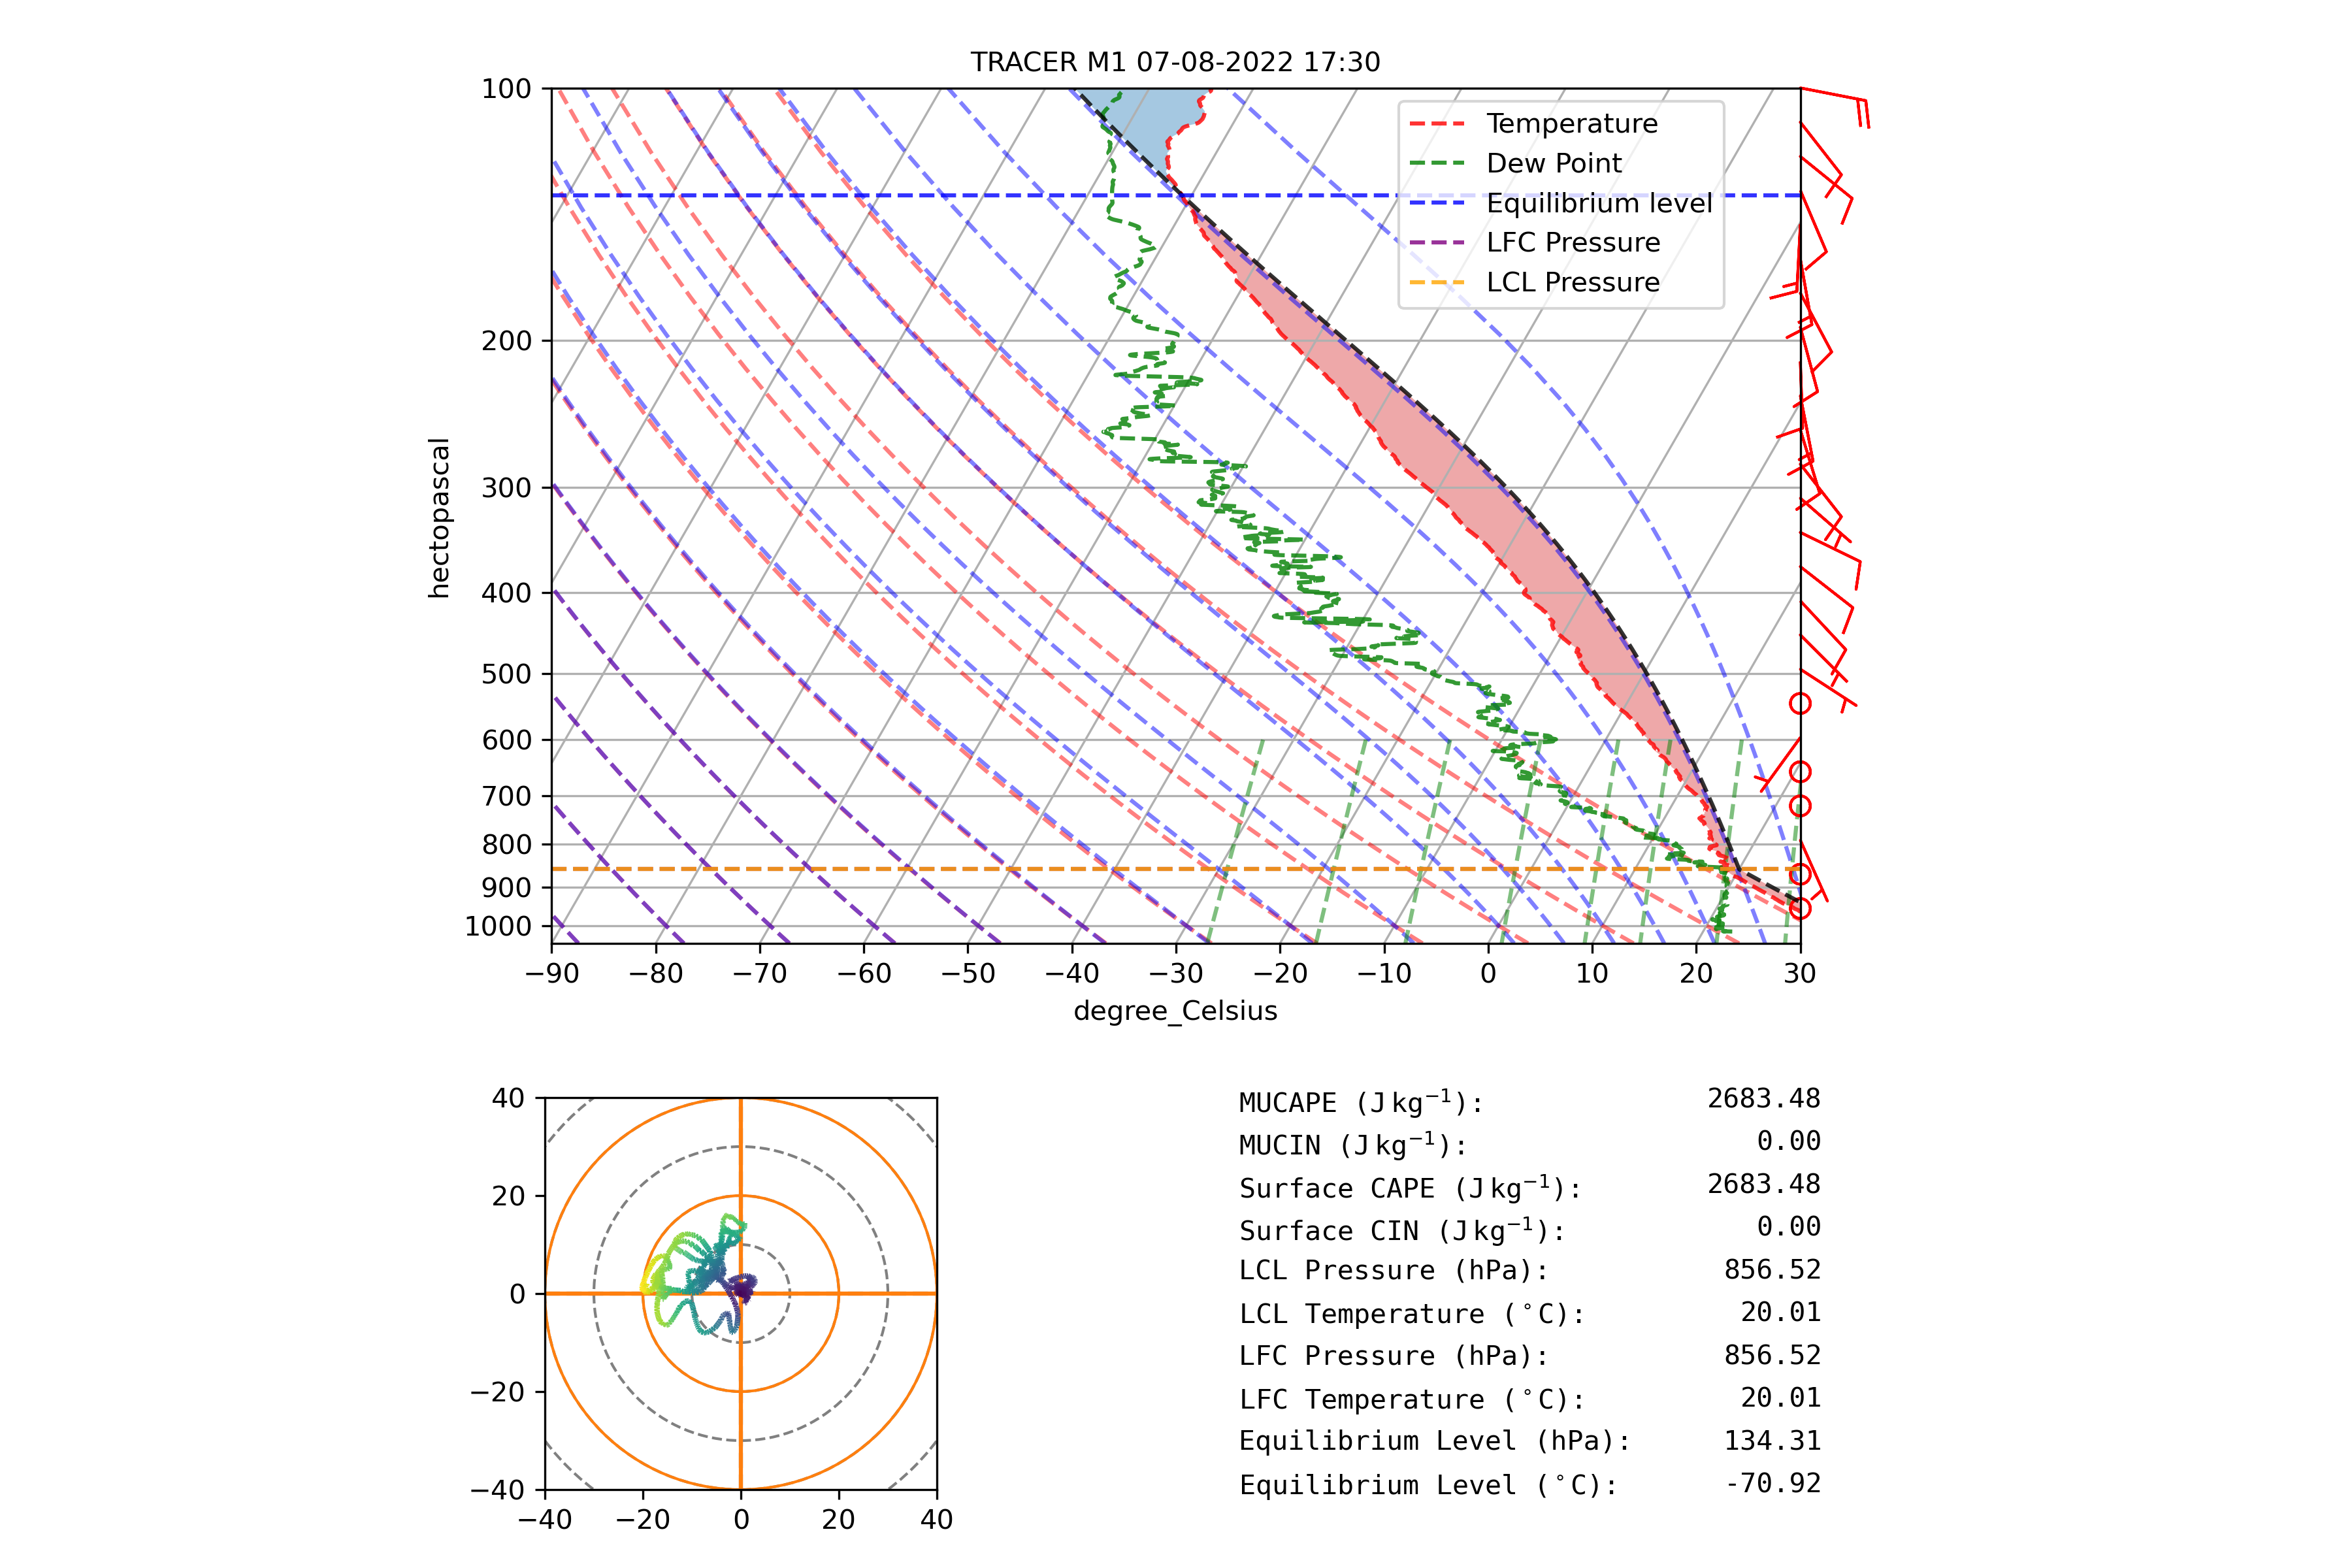 TRACER M1 07-08-2022 17:30
100
200
300
400
500
600
700
800
900
1000
hectopascal
Temperature
Dew Point
Equilibrium level
LFC Pressure
LCL Pressure
−90 −80 −70 −60 −50 −40 −30 −20 −10 0 10 20 30
degree_Celsius
40
20
0
−20
−40
−40 −20 0 20 40
MUCAPE (J kg⁻¹): 2683.48
MUCIN (J kg⁻¹): 0.00
Surface CAPE (J kg⁻¹): 2683.48
Surface CIN (J kg⁻¹): 0.00
LCL Pressure (hPa): 856.52
LCL Temperature (°C): 20.01
LFC Pressure (hPa): 856.52
LFC Temperature (°C): 20.01
Equilibrium Level (hPa): 134.31
Equilibrium Level (°C): -70.92